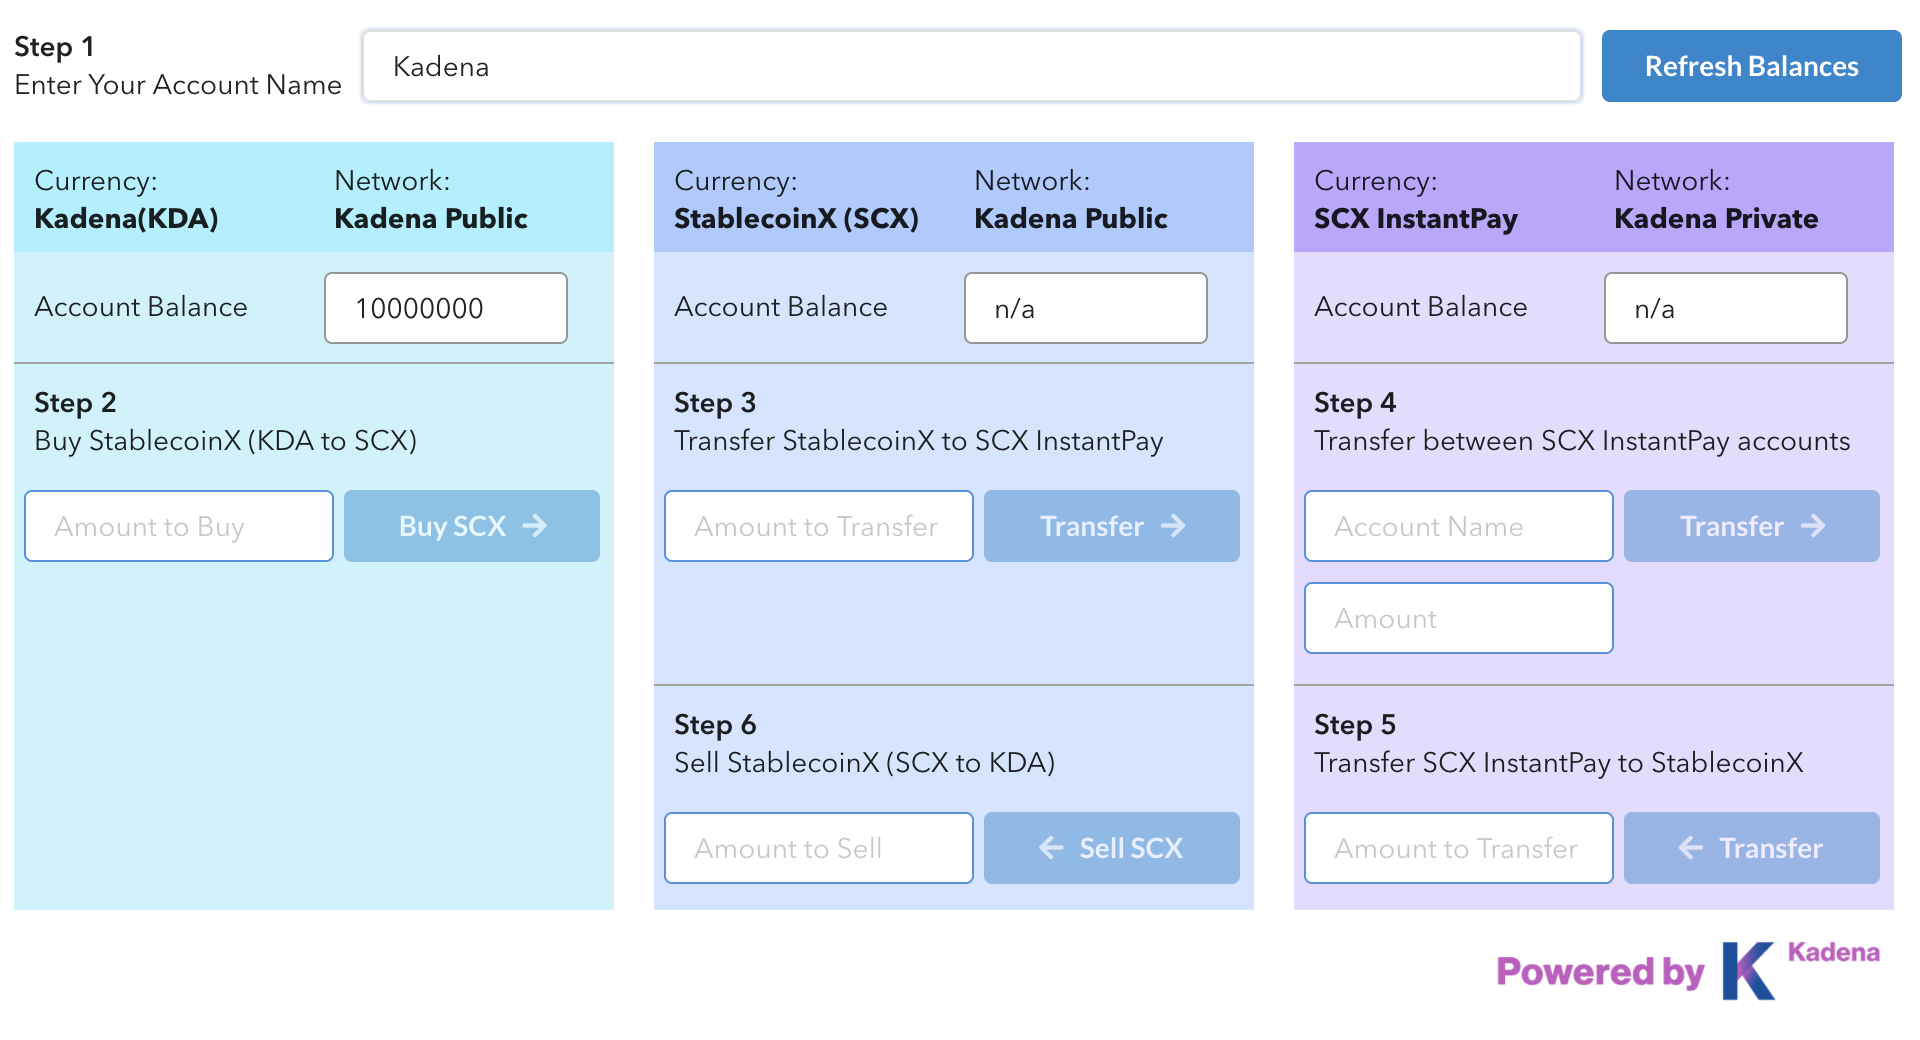 Step 1
Enter Your Account Name
Kadena
Refresh Balances
Currency:
Kadena(KDA)
Network:
Kadena Public
Account Balance
10000000
Step 2
Buy StablecoinX (KDA to SCX)
Amount to Buy
Buy SCX →
Currency:
StablecoinX (SCX)
Network:
Kadena Public
Account Balance
n/a
Step 3
Transfer StablecoinX to SCX InstantPay
Amount to Transfer
Transfer →
Step 6
Sell StablecoinX (SCX to KDA)
Amount to Sell
← Sell SCX
Currency:
SCX InstantPay
Network:
Kadena Private
Account Balance
n/a
Step 4
Transfer between SCX InstantPay accounts
Account Name
Transfer →
Amount
Step 5
Transfer SCX InstantPay to StablecoinX
Amount to Transfer
← Transfer
Powered by K Kadena